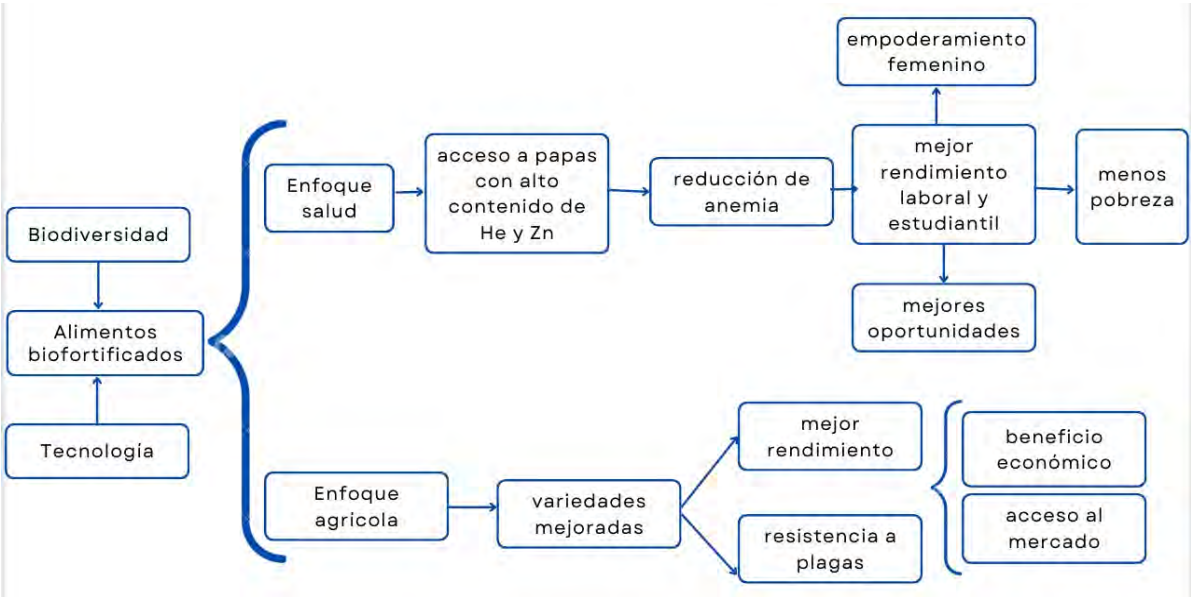 Biodiversidad
Alimentos
biofortificados
Tecnología
Enfoque
salud
acceso a papas
con alto
contenido de
He y Zn
reducción de
anemia
mejor
rendimiento
laboral y
estudiantil
empoderamiento
femenino
menos
pobreza
mejores
oportunidades
Enfoque
agrícola
variedades
mejoradas
mejor
rendimiento
resistencia a
plagas
beneficio
económico
acceso al
mercado